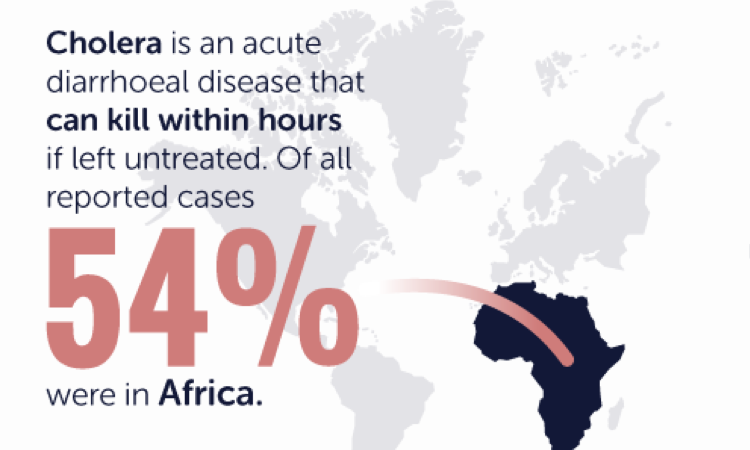 Cholera is an acute
diarrhoeal disease that
can kill within hours
if left untreated. Of all
reported cases
54%
were in Africa.